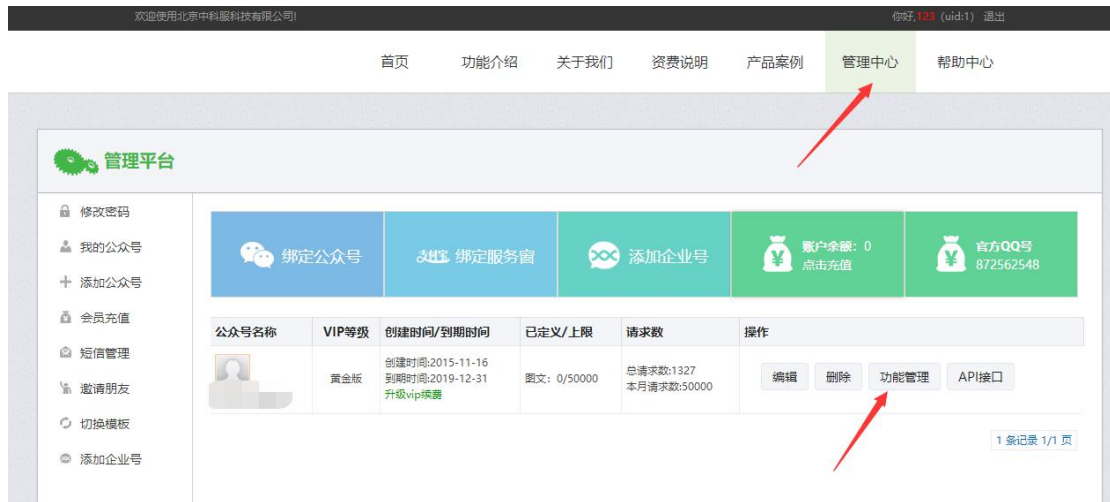 欢迎使用北京中科服科技有限公司!
你好,123 (uid:1) 退出
首页 功能介绍 关于我们 资费说明 产品案例 管理中心 帮助中心
管理平台
修改密码
我的公众号
添加公众号
会员充值
短信管理
邀请朋友
切换模板
添加企业号
绑定公众号
支付宝 绑定服务窗
添加企业号
账户余额: 0
点击充值
官方QQ号
872562548
公众号名称 VIP等级 创建时间/到期时间 已定义/上限 请求数 操作
黄金版
创建时间:2015-11-16
到期时间:2019-12-31
升级vip续费
图文: 0/50000
总请求数:1327
本月请求数:50000
编辑 删除 功能管理 API接口
1 条记录 1/1 页